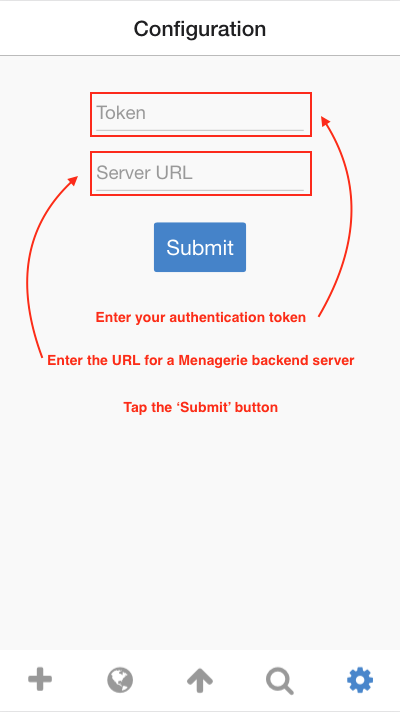 Configuration
Token
Server URL
Submit
Enter your authentication token
Enter the URL for a Menagerie backend server
Tap the ‘Submit’ button